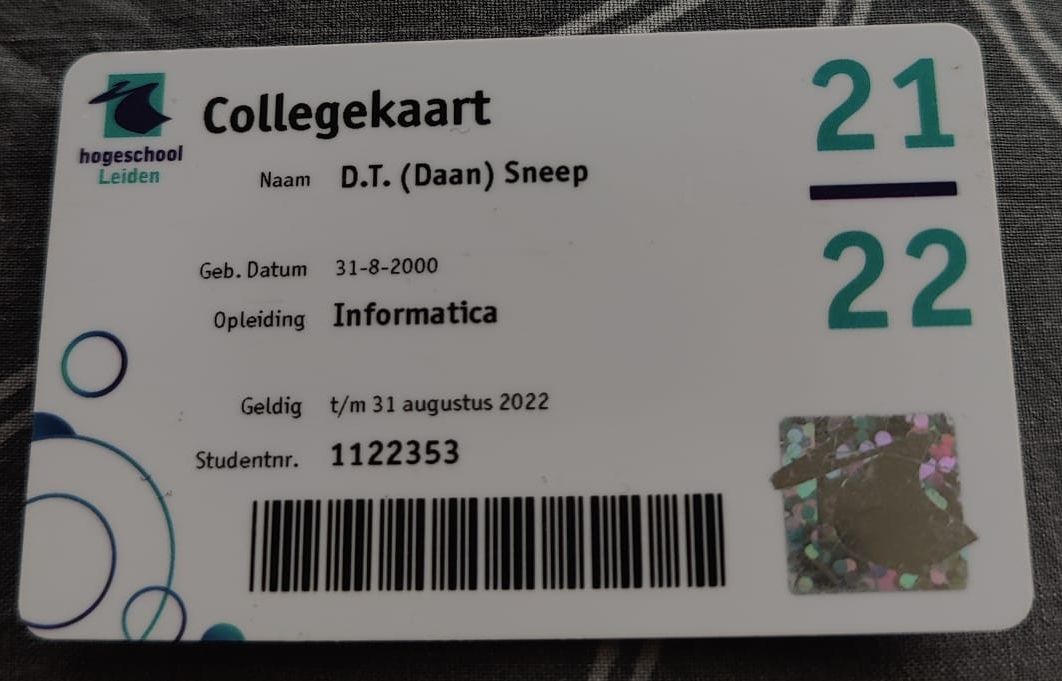 hogeschool
Leiden
Collegekaart
Naam D.T. (Daan) Sneep
Geb. Datum 31-8-2000
Opleiding Informatica
Geldig t/m 31 augustus 2022
Studentnr. 1122353
21
22